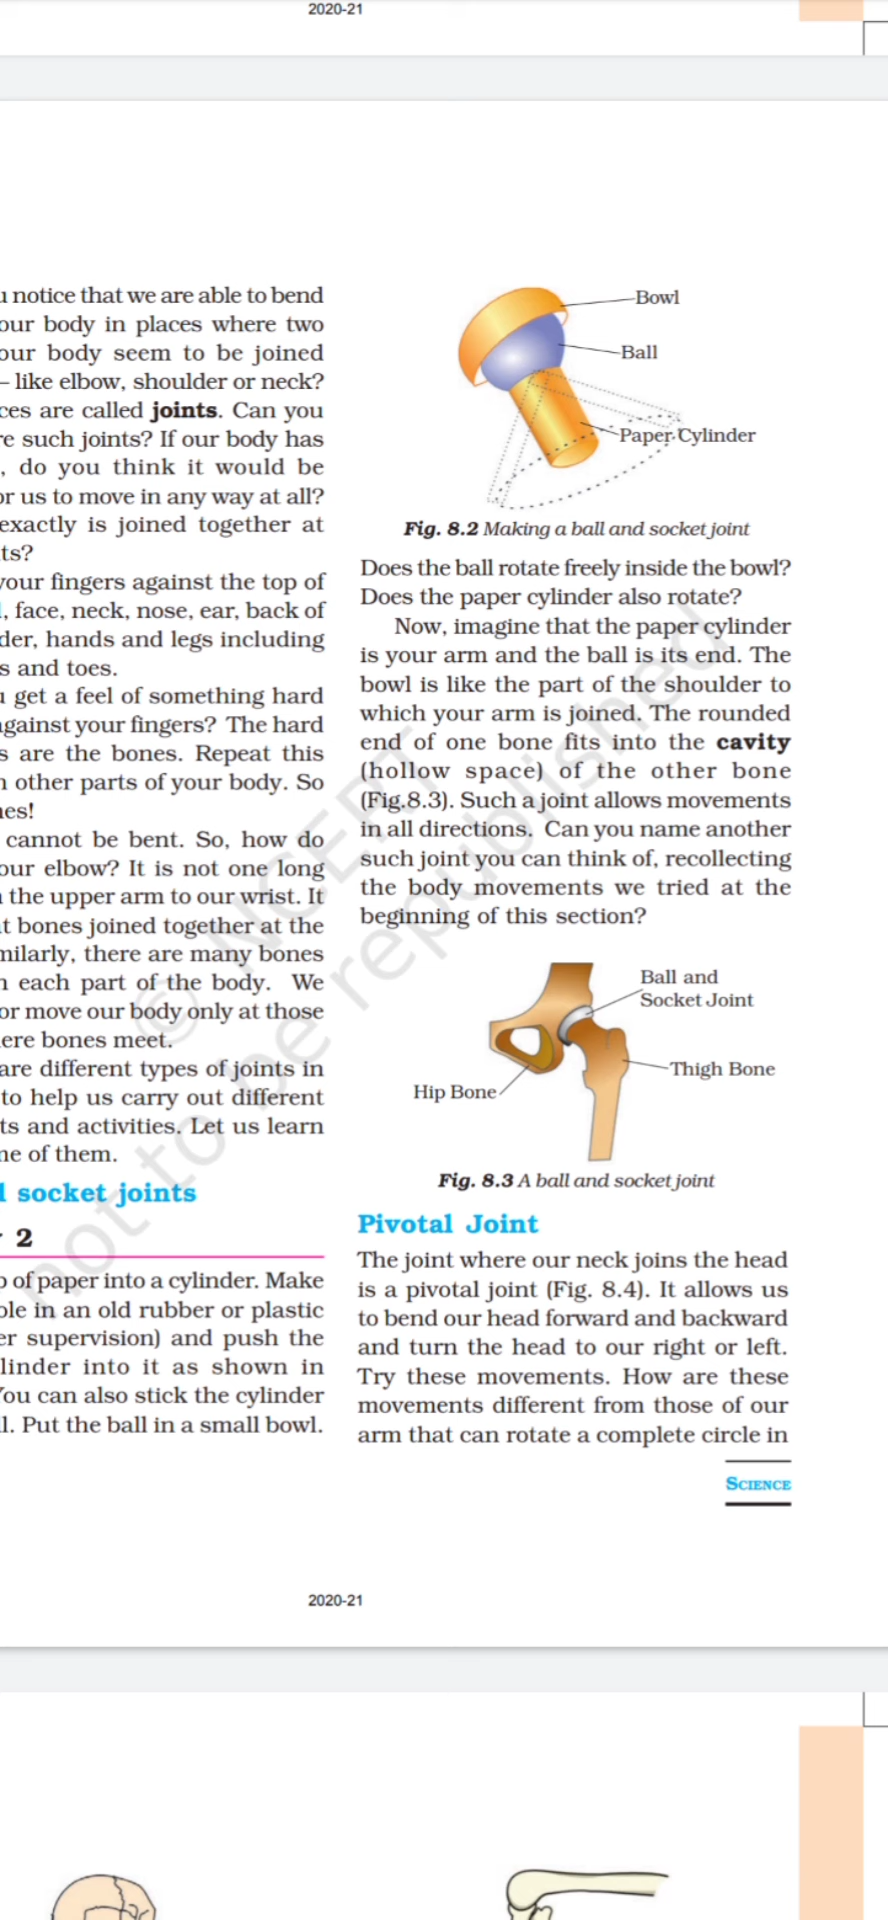 2020-21
notice that we are able to bend
our body in places where two
our body seem to be joined
– like elbow, shoulder or neck?
ces are called joints. Can you
re such joints? If our body has
, do you think it would be
or us to move in any way at all?
exactly is joined together at
ts?
your fingers against the top of
, face, neck, nose, ear, back of
der, hands and legs including
s and toes.
get a feel of something hard
against your fingers? The hard
s are the bones. Repeat this
other parts of your body. So
nes!
cannot be bent. So, how do
our elbow? It is not one long
the upper arm to our wrist. It
t bones joined together at the
milarly, there are many bones
each part of the body. We
or move our body only at those
ere bones meet.
are different types of joints in
to help us carry out different
ts and activities. Let us learn
ne of them.
socket joints
2
of paper into a cylinder. Make
ole in an old rubber or plastic
er supervision) and push the
linder into it as shown in
You can also stick the cylinder
l. Put the ball in a small bowl.
Bowl
Ball
Paper Cylinder
Fig. 8.2 Making a ball and socket joint
Does the ball rotate freely inside the bowl?
Does the paper cylinder also rotate?
Now, imagine that the paper cylinder
is your arm and the ball is its end. The
bowl is like the part of the shoulder to
which your arm is joined. The rounded
end of one bone fits into the cavity
(hollow space) of the other bone
(Fig.8.3). Such a joint allows movements
in all directions. Can you name another
such joint you can think of, recollecting
the body movements we tried at the
beginning of this section?
Ball and
Socket Joint
Thigh Bone
Hip Bone
Fig. 8.3 A ball and socket joint
Pivotal Joint
The joint where our neck joins the head
is a pivotal joint (Fig. 8.4). It allows us
to bend our head forward and backward
and turn the head to our right or left.
Try these movements. How are these
movements different from those of our
arm that can rotate a complete circle in
SCIENCE
2020-21
© NCERT
not to be republished